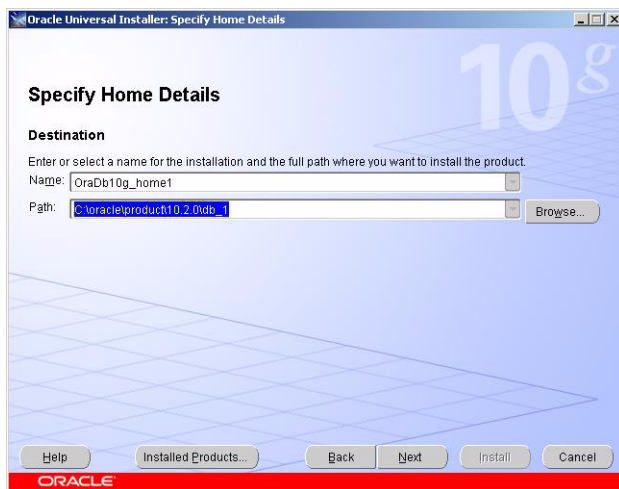 Oracle Universal Installer: Specify Home Details
10g
Specify Home Details
Destination
Enter or select a name for the installation and the full path where you want to install the product.
Name: OraDb10g_home1
Path: C:\oracle\product\10.2.0\db_1 Browse...
Help Installed Products... Back Next Install Cancel
ORACLE